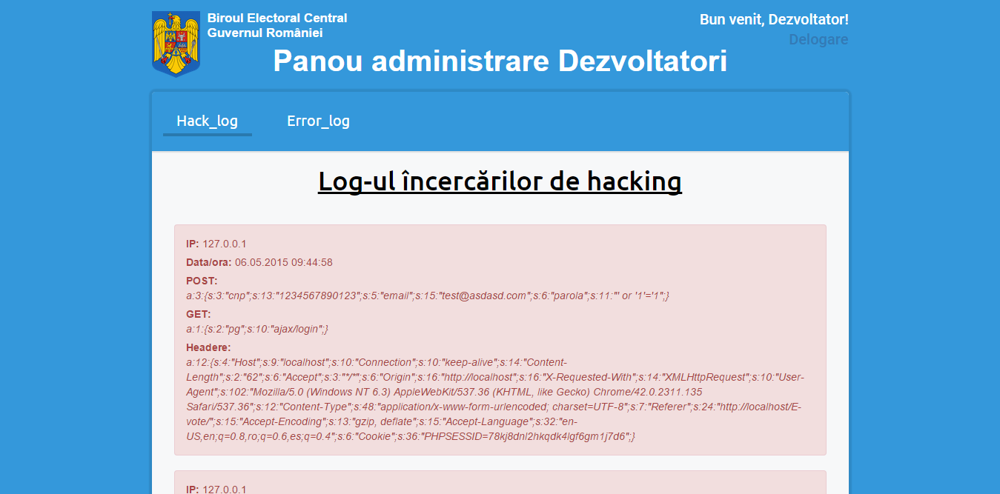 Biroul Electoral Central
Guvernul României
Bun venit, Dezvoltator!
Delogare
Panou administrare Dezvoltatori
Hack_log
Error_log
Log-ul încercărilor de hacking
IP: 127.0.0.1
Data/ora: 06.05.2015 09:44:58
POST:
a:3:{s:3:"cnp";s:13:"1234567890123";s:5:"email";s:15:"test@asdasd.com";s:6:"parola";s:11:"' or '1'='1";}
GET:
a:1:{s:2:"pg";s:10:"ajax/login";}
Headere:
a:12:{s:4:"Host";s:9:"localhost";s:10:"Connection";s:10:"keep-alive";s:14:"Content-
Length";s:2:"62";s:6:"Accept";s:3:"*/*";s:6:"Origin";s:16:"http://localhost";s:16:"X-Requested-With";s:14:"XMLHttpRequest";s:10:"User-
Agent";s:102:"Mozilla/5.0 (Windows NT 6.3) AppleWebKit/537.36 (KHTML, like Gecko) Chrome/42.0.2311.135
Safari/537.36";s:12:"Content-Type";s:48:"application/x-www-form-urlencoded; charset=UTF-8";s:7:"Referer";s:24:"http://localhost/E-
vote/";s:15:"Accept-Encoding";s:13:"gzip, deflate";s:15:"Accept-Language";s:32:"en-
US,en;q=0.8,ro;q=0.6,es;q=0.4";s:6:"Cookie";s:36:"PHPSESSID=78kj8dnl2hkqdk4lgf6gm1j7d6";}
IP: 127.0.0.1